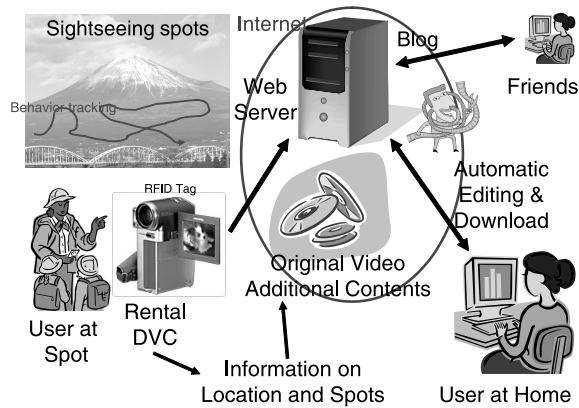 Sightseeing spots
Behavior tracking
Internet
Web
Server
Blog
Friends
Automatic
Editing &
Download
RFID Tag
Original Video
Additional Contents
User at
Spot
Rental
DVC
Information on
Location and Spots
User at Home